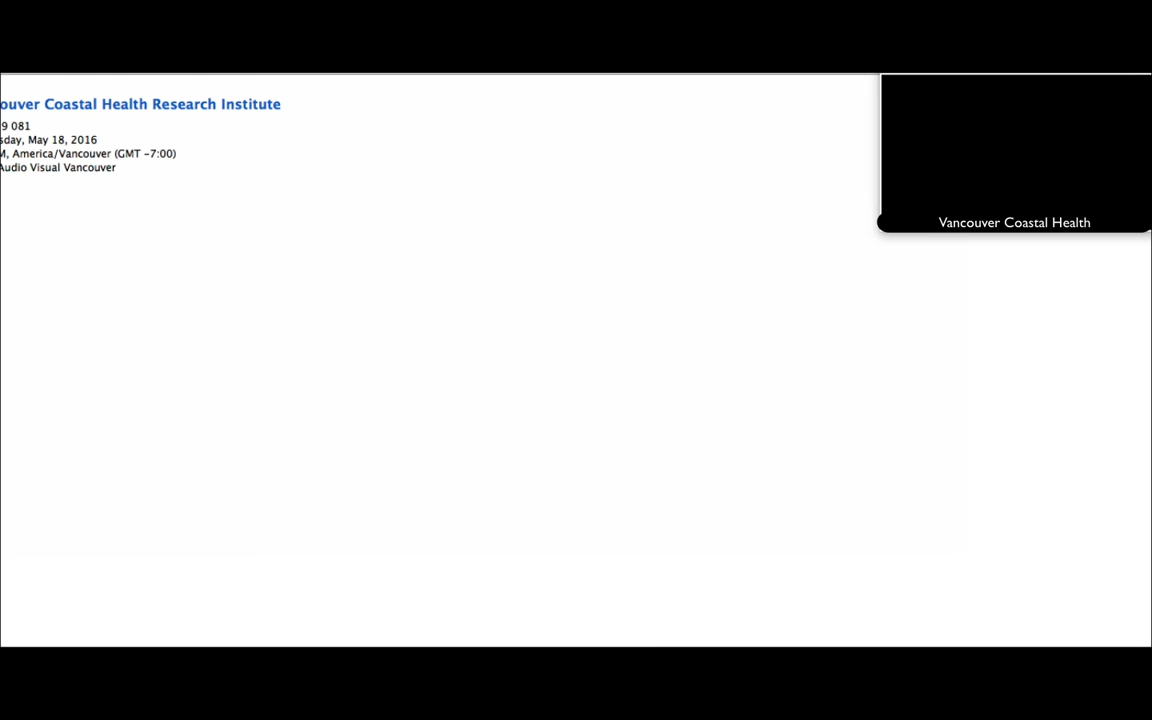 ouver Coastal Health Research Institute
9 081
sday, May 18, 2016
M, America/Vancouver (GMT -7:00)
Audio Visual Vancouver
Vancouver Coastal Health